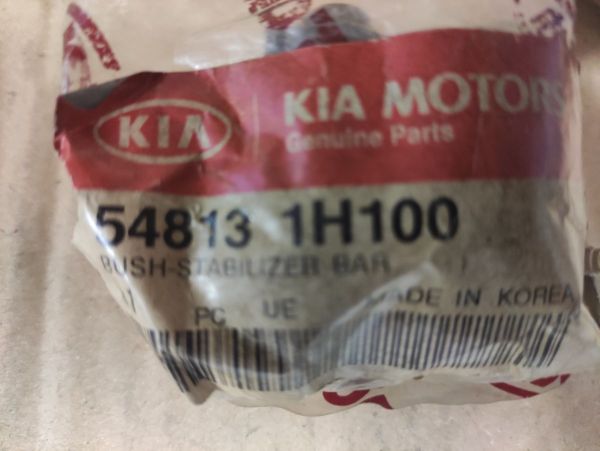 KIA
KIA MOTORS
Genuine Parts
54813 1H100
BUSH-STABILIZER BAR
PC UE MADE IN KOREA